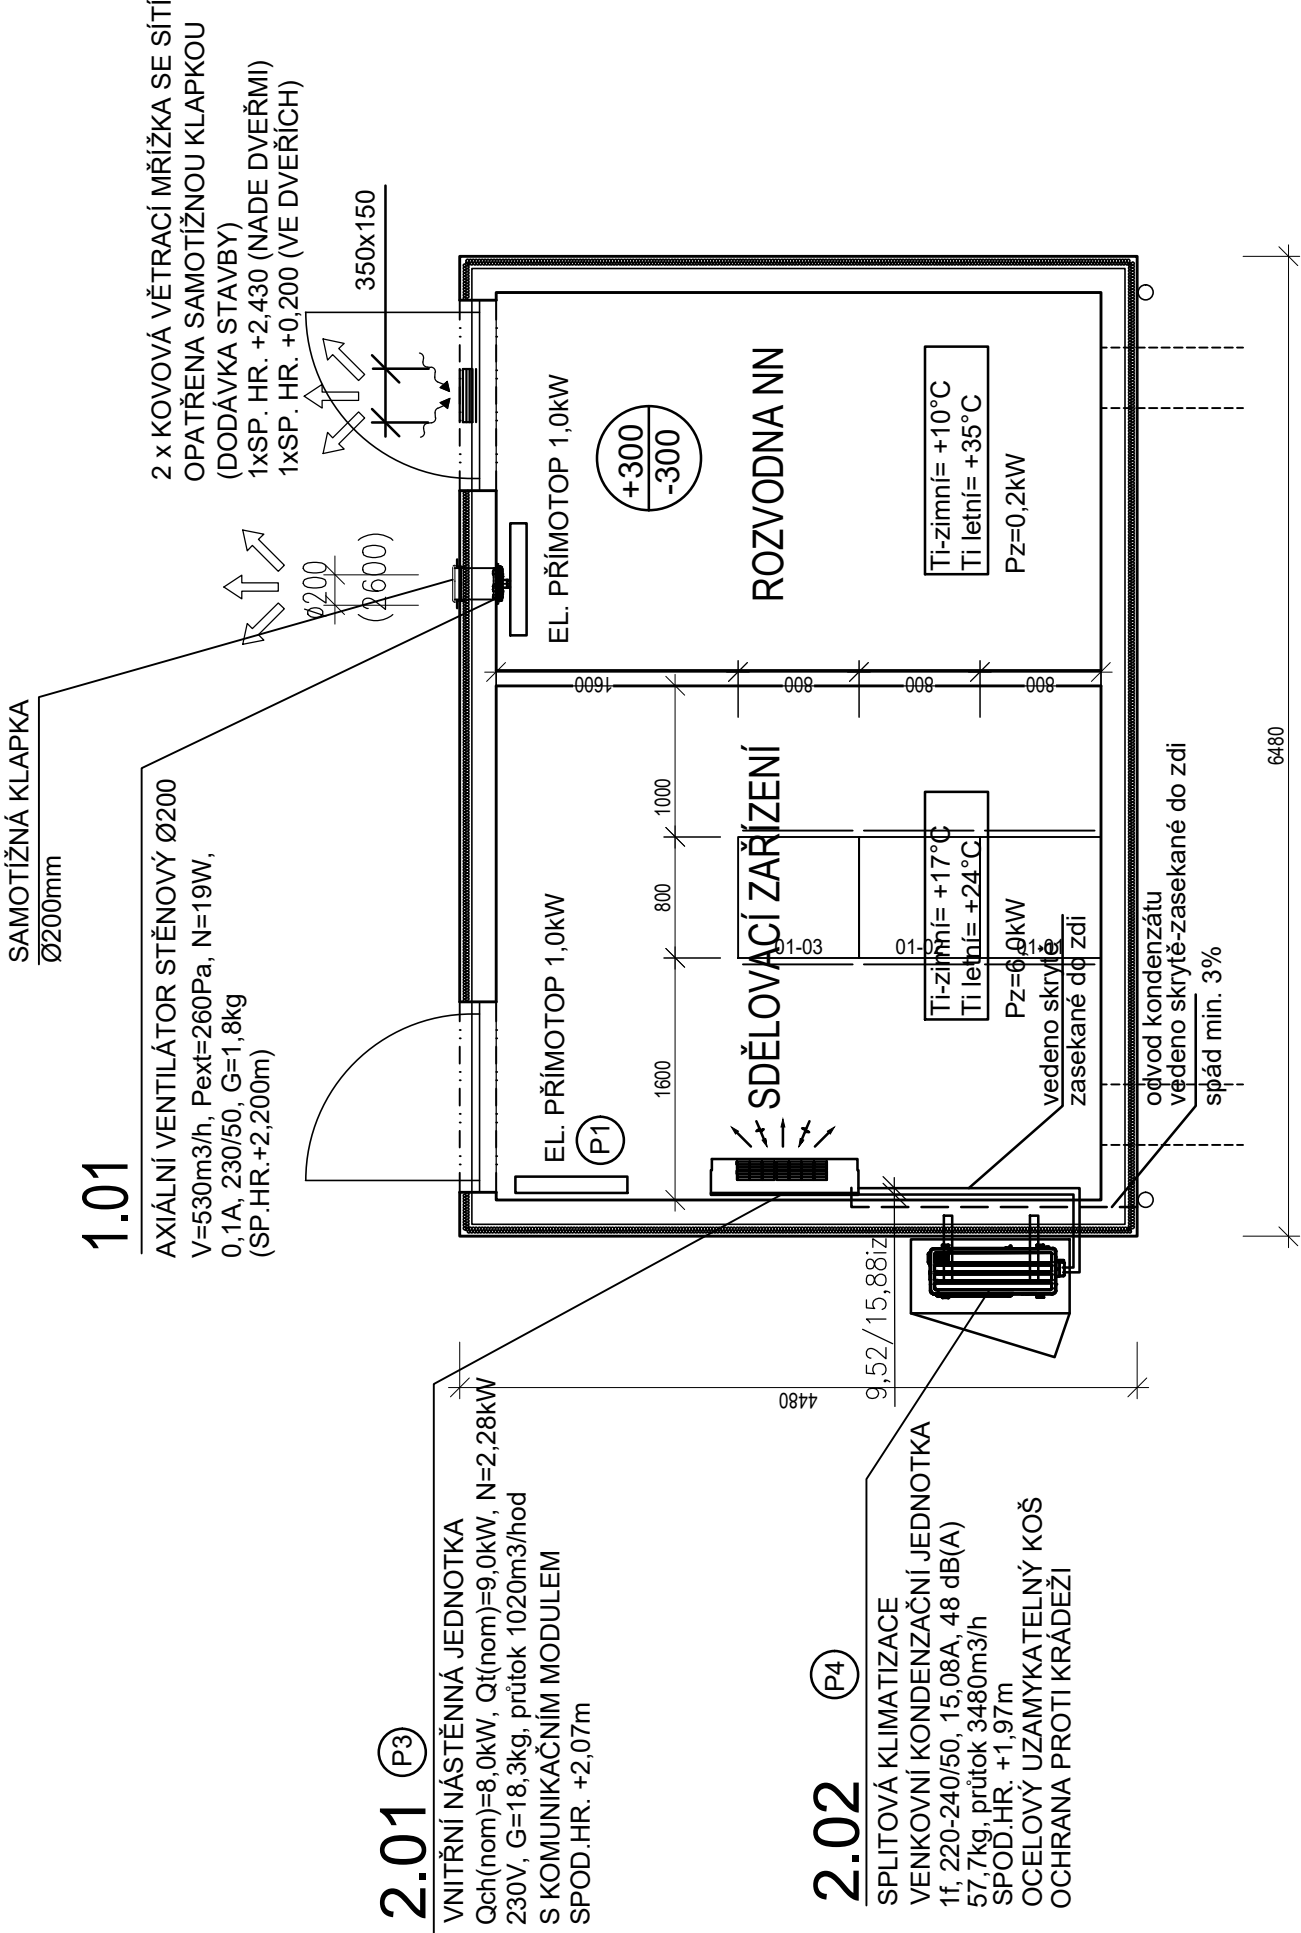 SAMOTÍŽNÁ KLAPKA
Ø200mm
1.01
AXIÁLNÍ VENTILÁTOR STĚNOVÝ Ø200
V=530m3/h, Pext=260Pa, N=19W,
0,1A, 230/50, G=1,8kg
(SP.HR.+2,200m)
2 x KOVOVÁ VĚTRACÍ MŘÍŽKA SE SÍTÍ
OPATŘENA SAMOTÍŽNOU KLAPKOU
(DODÁVKA STAVBY)
1xSP. HR. +2,430 (NADE DVEŘMI)
1xSP. HR. +0,200 (VE DVEŘÍCH)
350x150
ø200
(2600)
2.01
P3
VNITŘNÍ NÁSTĚNNÁ JEDNOTKA
Qch(nom)=8,0kW, Qt(nom)=9,0kW, N=2,28kW
230V, G=18,3kg, průtok 1020m3/hod
S KOMUNIKAČNÍM MODULEM
SPOD.HR. +2,07m
2.02
P4
SPLITOVÁ KLIMATIZACE
VENKOVNÍ KONDENZAČNÍ JEDNOTKA
1f, 220-240/50, 15,08A, 48 dB(A)
57,7kg, průtok 3480m3/h
SPOD.HR. +1,97m
OCELOVÝ UZAMYKATELNÝ KOŠ
OCHRANA PROTI KRÁDEŽI
4480
9,52/15,88iz
EL. PŘÍMOTOP 1,0kW
P1
1600
800
1000
SDĚLOVACÍ ZAŘÍZENÍ
01-03
01-02
01-01
Ti-zimní= +17°C
Ti letní= +24°C
Pz=6,0kW
vedeno skrytě
zasekané do zdi
odvod kondenzátu
vedeno skrytě-zasekané do zdi
spád min. 3%
1600
800
800
800
EL. PŘÍMOTOP 1,0kW
+300
-300
ROZVODNA NN
Ti-zimní= +10°C
Ti letní= +35°C
Pz=0,2kW
6480